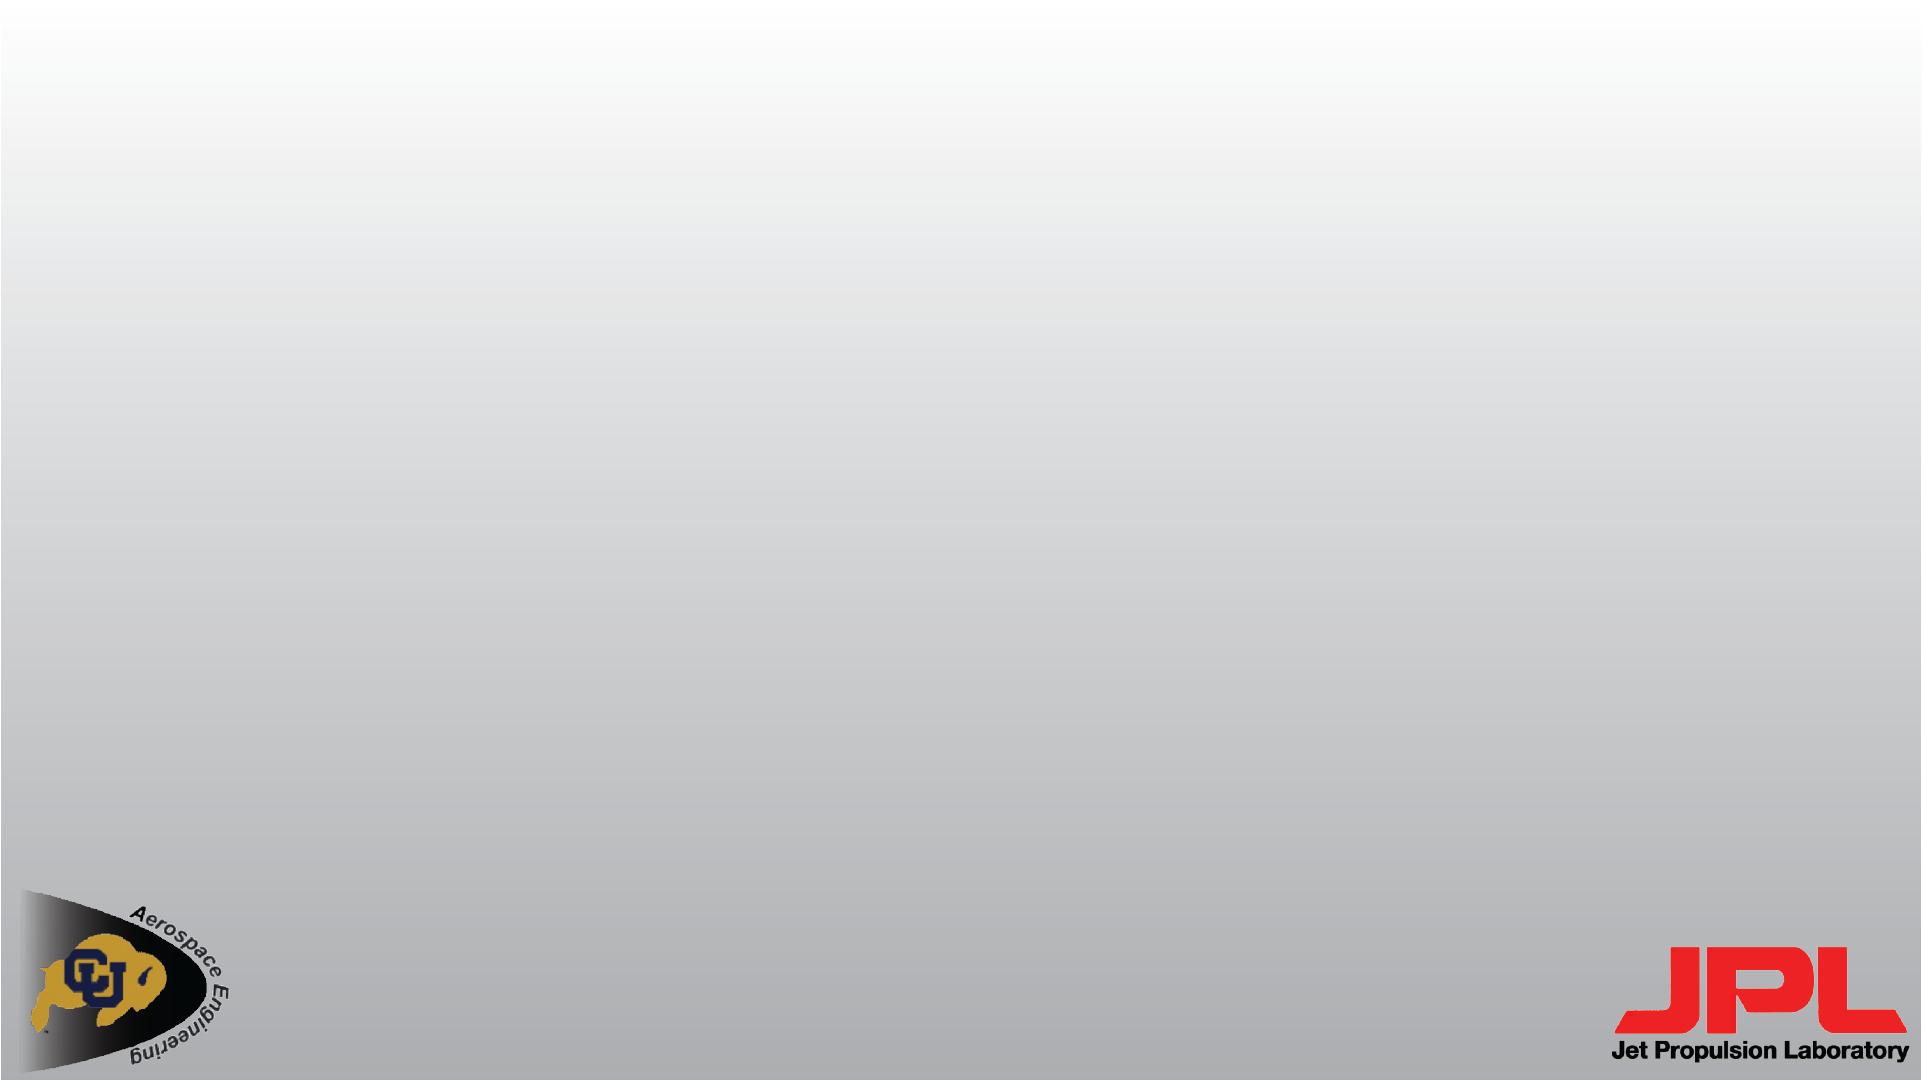 CU
Aerospace Engineering
JPL
Jet Propulsion Laboratory